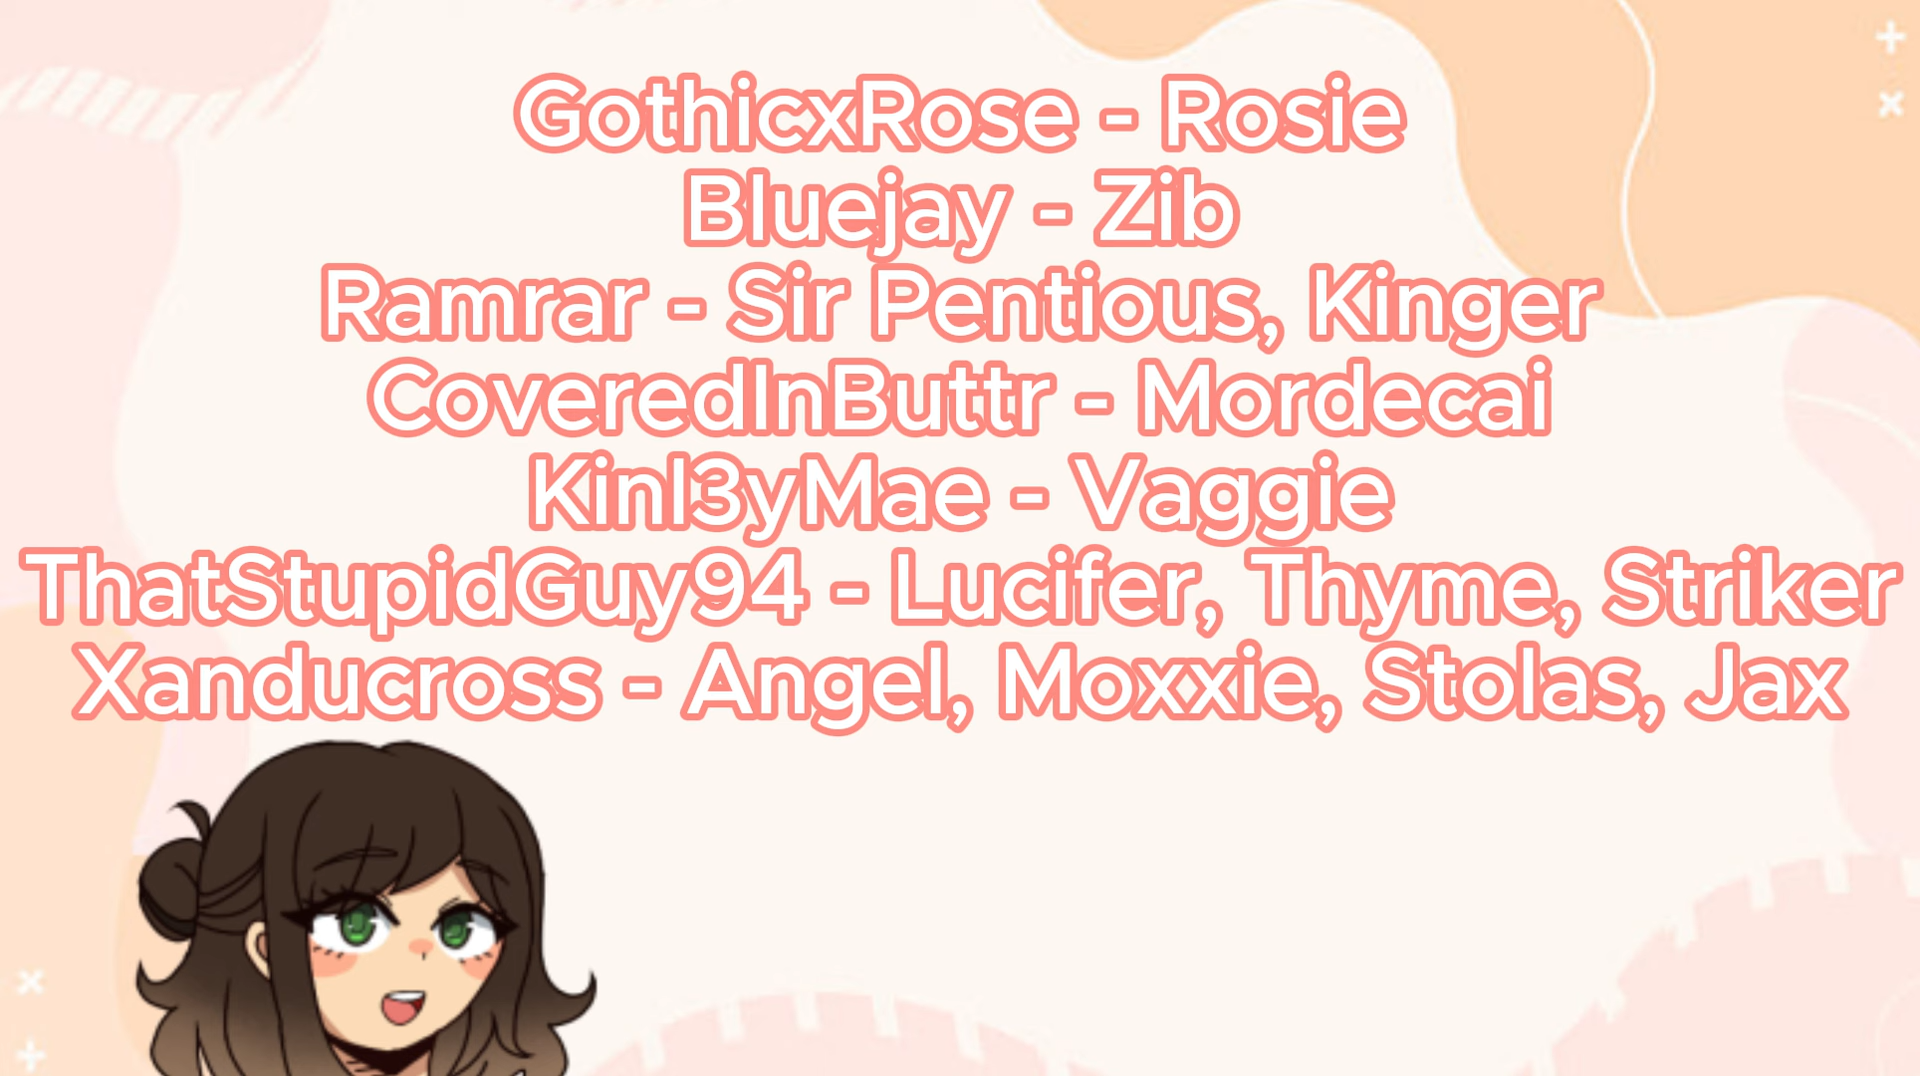 GothicxRose - Rosie
Bluejay - Zib
Ramrar - Sir Pentious, Kinger
CoveredInButtr - Mordecai
Kinl3yMae - Vaggie
ThatStupidGuy94 - Lucifer, Thyme, Striker
Xanducross - Angel, Moxxie, Stolas, Jax